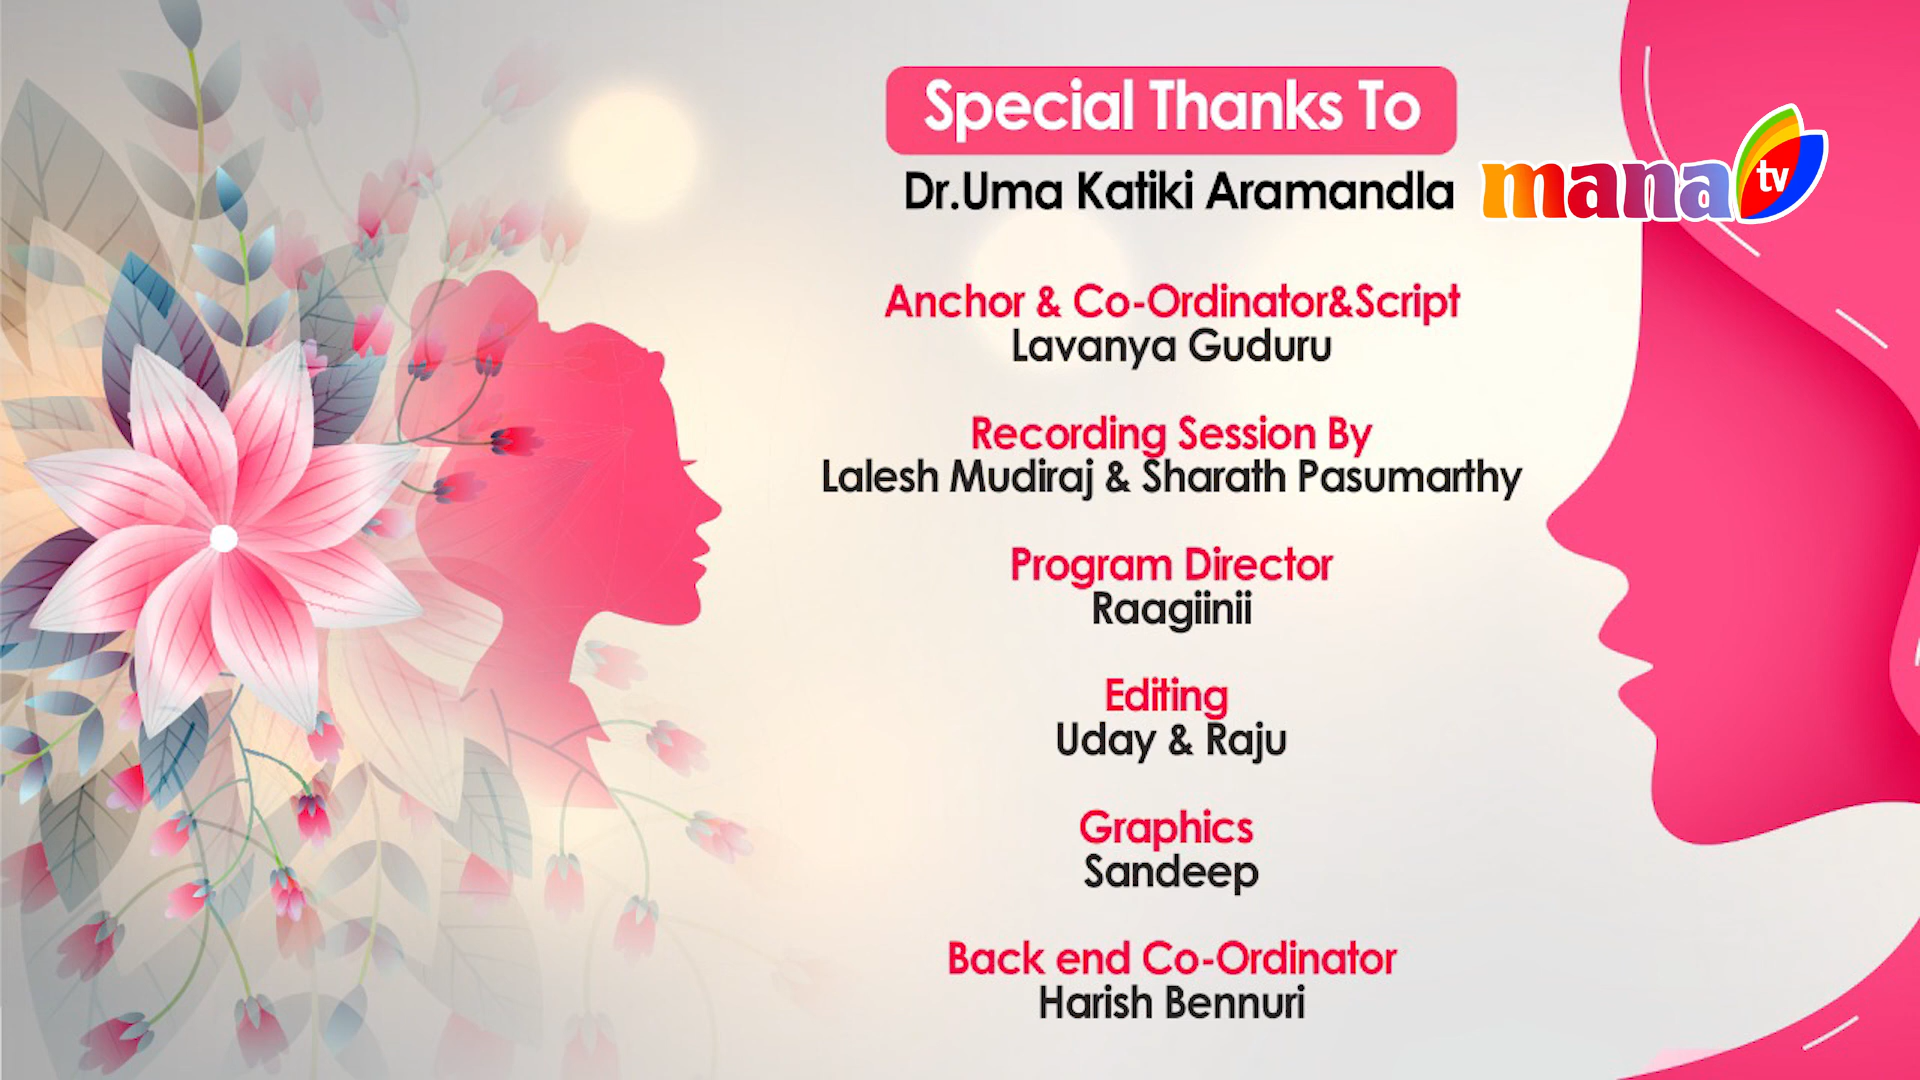 Special Thanks To
Dr.Uma Katiki Aramandla
mana tv
Anchor & Co-Ordinator&Script
Lavanya Guduru
Recording Session By
Lalesh Mudiraj & Sharath Pasumarthy
Program Director
Raagiinii
Editing
Uday & Raju
Graphics
Sandeep
Back end Co-Ordinator
Harish Bennuri